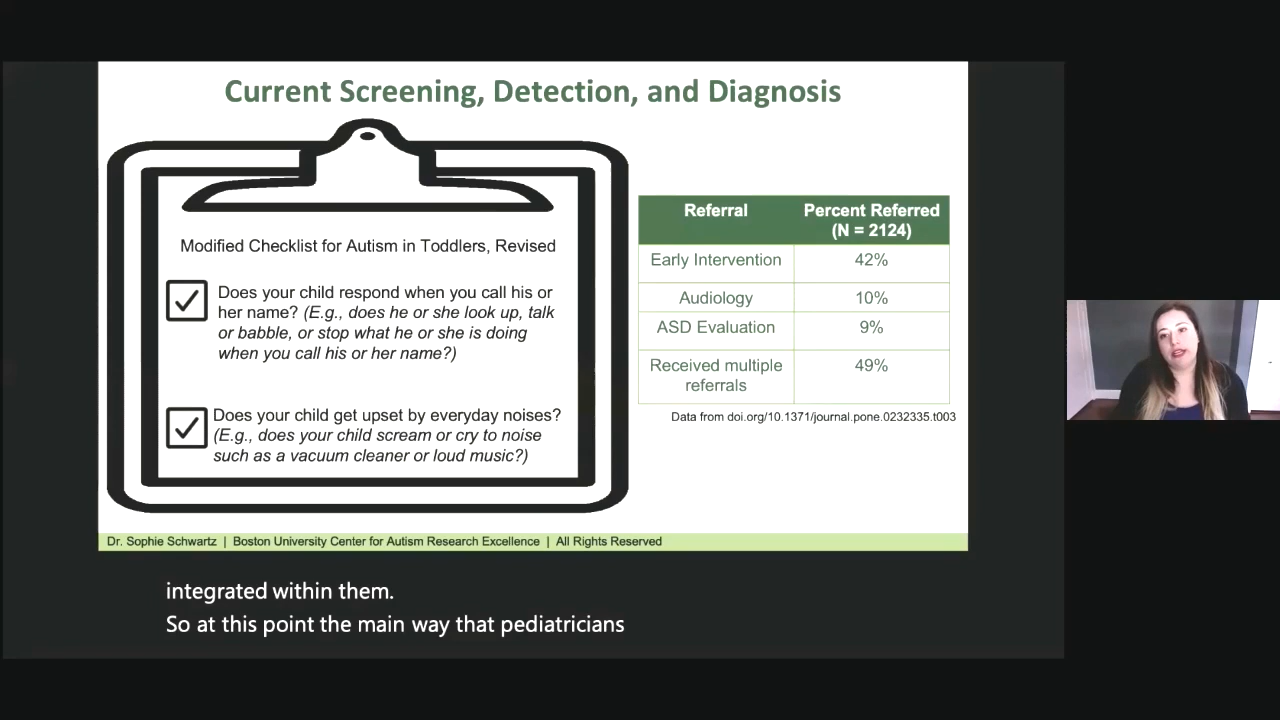 Current Screening, Detection, and Diagnosis
Modified Checklist for Autism in Toddlers, Revised
Does your child respond when you call his or
her name? (E.g., does he or she look up, talk
or babble, or stop what he or she is doing
when you call his or her name?)
Does your child get upset by everyday noises?
(E.g., does your child scream or cry to noise
such as a vacuum cleaner or loud music?)
Referral Percent Referred
(N = 2124)
Early Intervention 42%
Audiology 10%
ASD Evaluation 9%
Received multiple 49%
referrals
Data from doi.org/10.1371/journal.pone.0232335.t003
Dr. Sophie Schwartz | Boston University Center for Autism Research Excellence | All Rights Reserved
integrated within them.
So at this point the main way that pediatricians